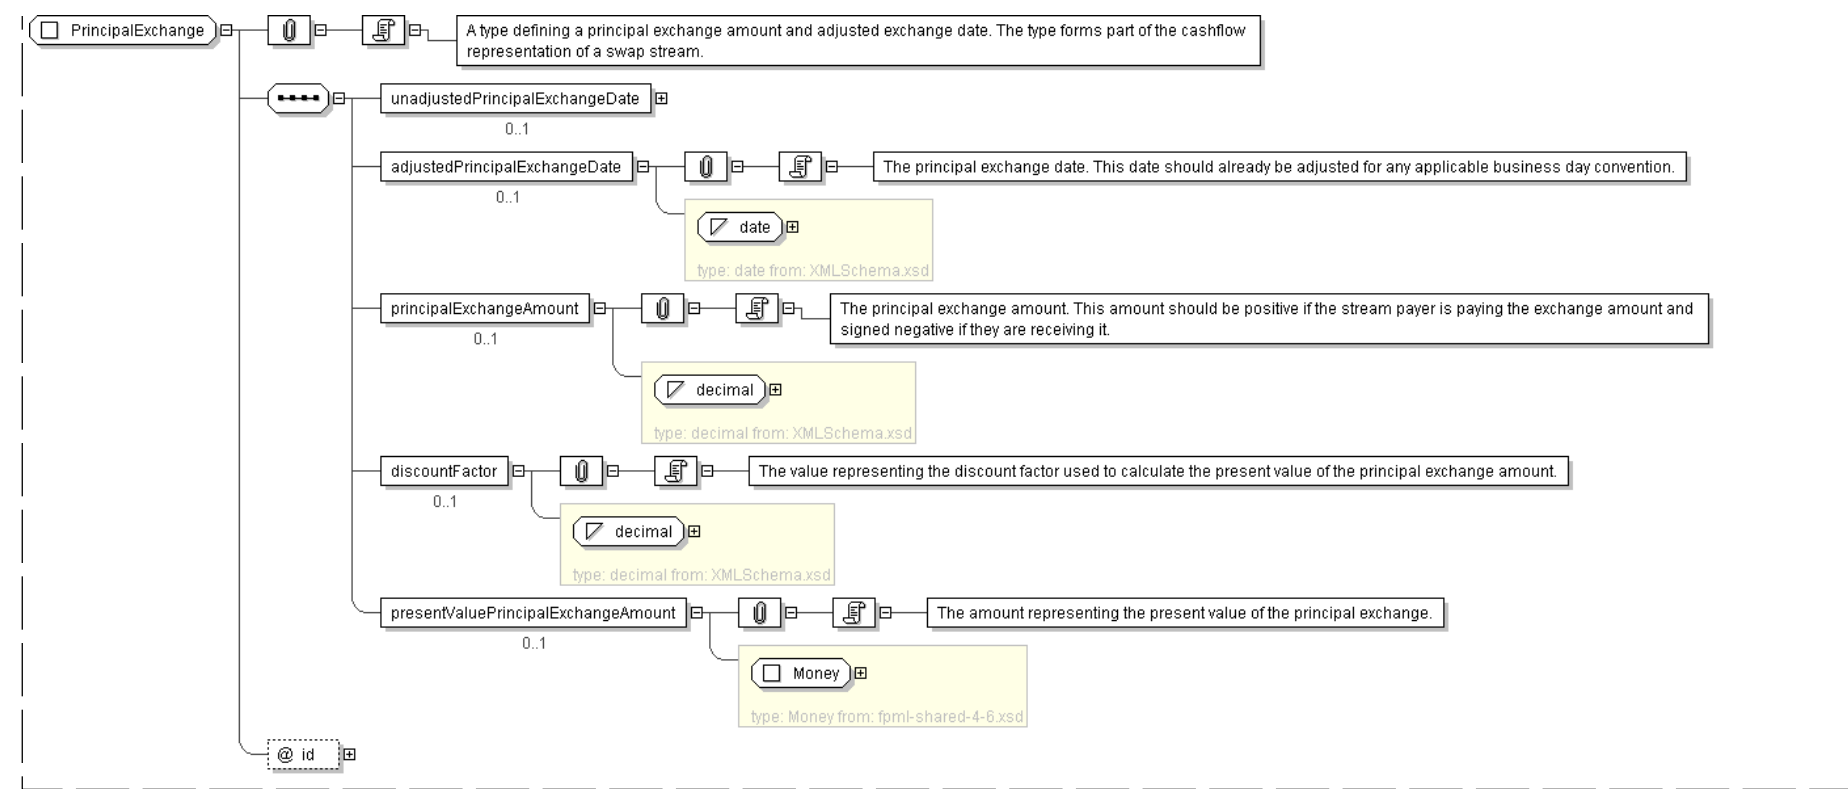 PrincipalExchange
A type defining a principal exchange amount and adjusted exchange date. The type forms part of the cashflow
representation of a swap stream.
unadjustedPrincipalExchangeDate
0..1
adjustedPrincipalExchangeDate
The principal exchange date. This date should already be adjusted for any applicable business day convention.
0..1
date
type: date from: XMLSchema.xsd
principalExchangeAmount
The principal exchange amount. This amount should be positive if the stream payer is paying the exchange amount and
signed negative if they are receiving it.
0..1
decimal
type: decimal from: XMLSchema.xsd
discountFactor
The value representing the discount factor used to calculate the present value of the principal exchange amount.
0..1
decimal
type: decimal from: XMLSchema.xsd
presentValuePrincipalExchangeAmount
The amount representing the present value of the principal exchange.
0..1
Money
type: Money from: fpml-shared-4-6.xsd
@ id